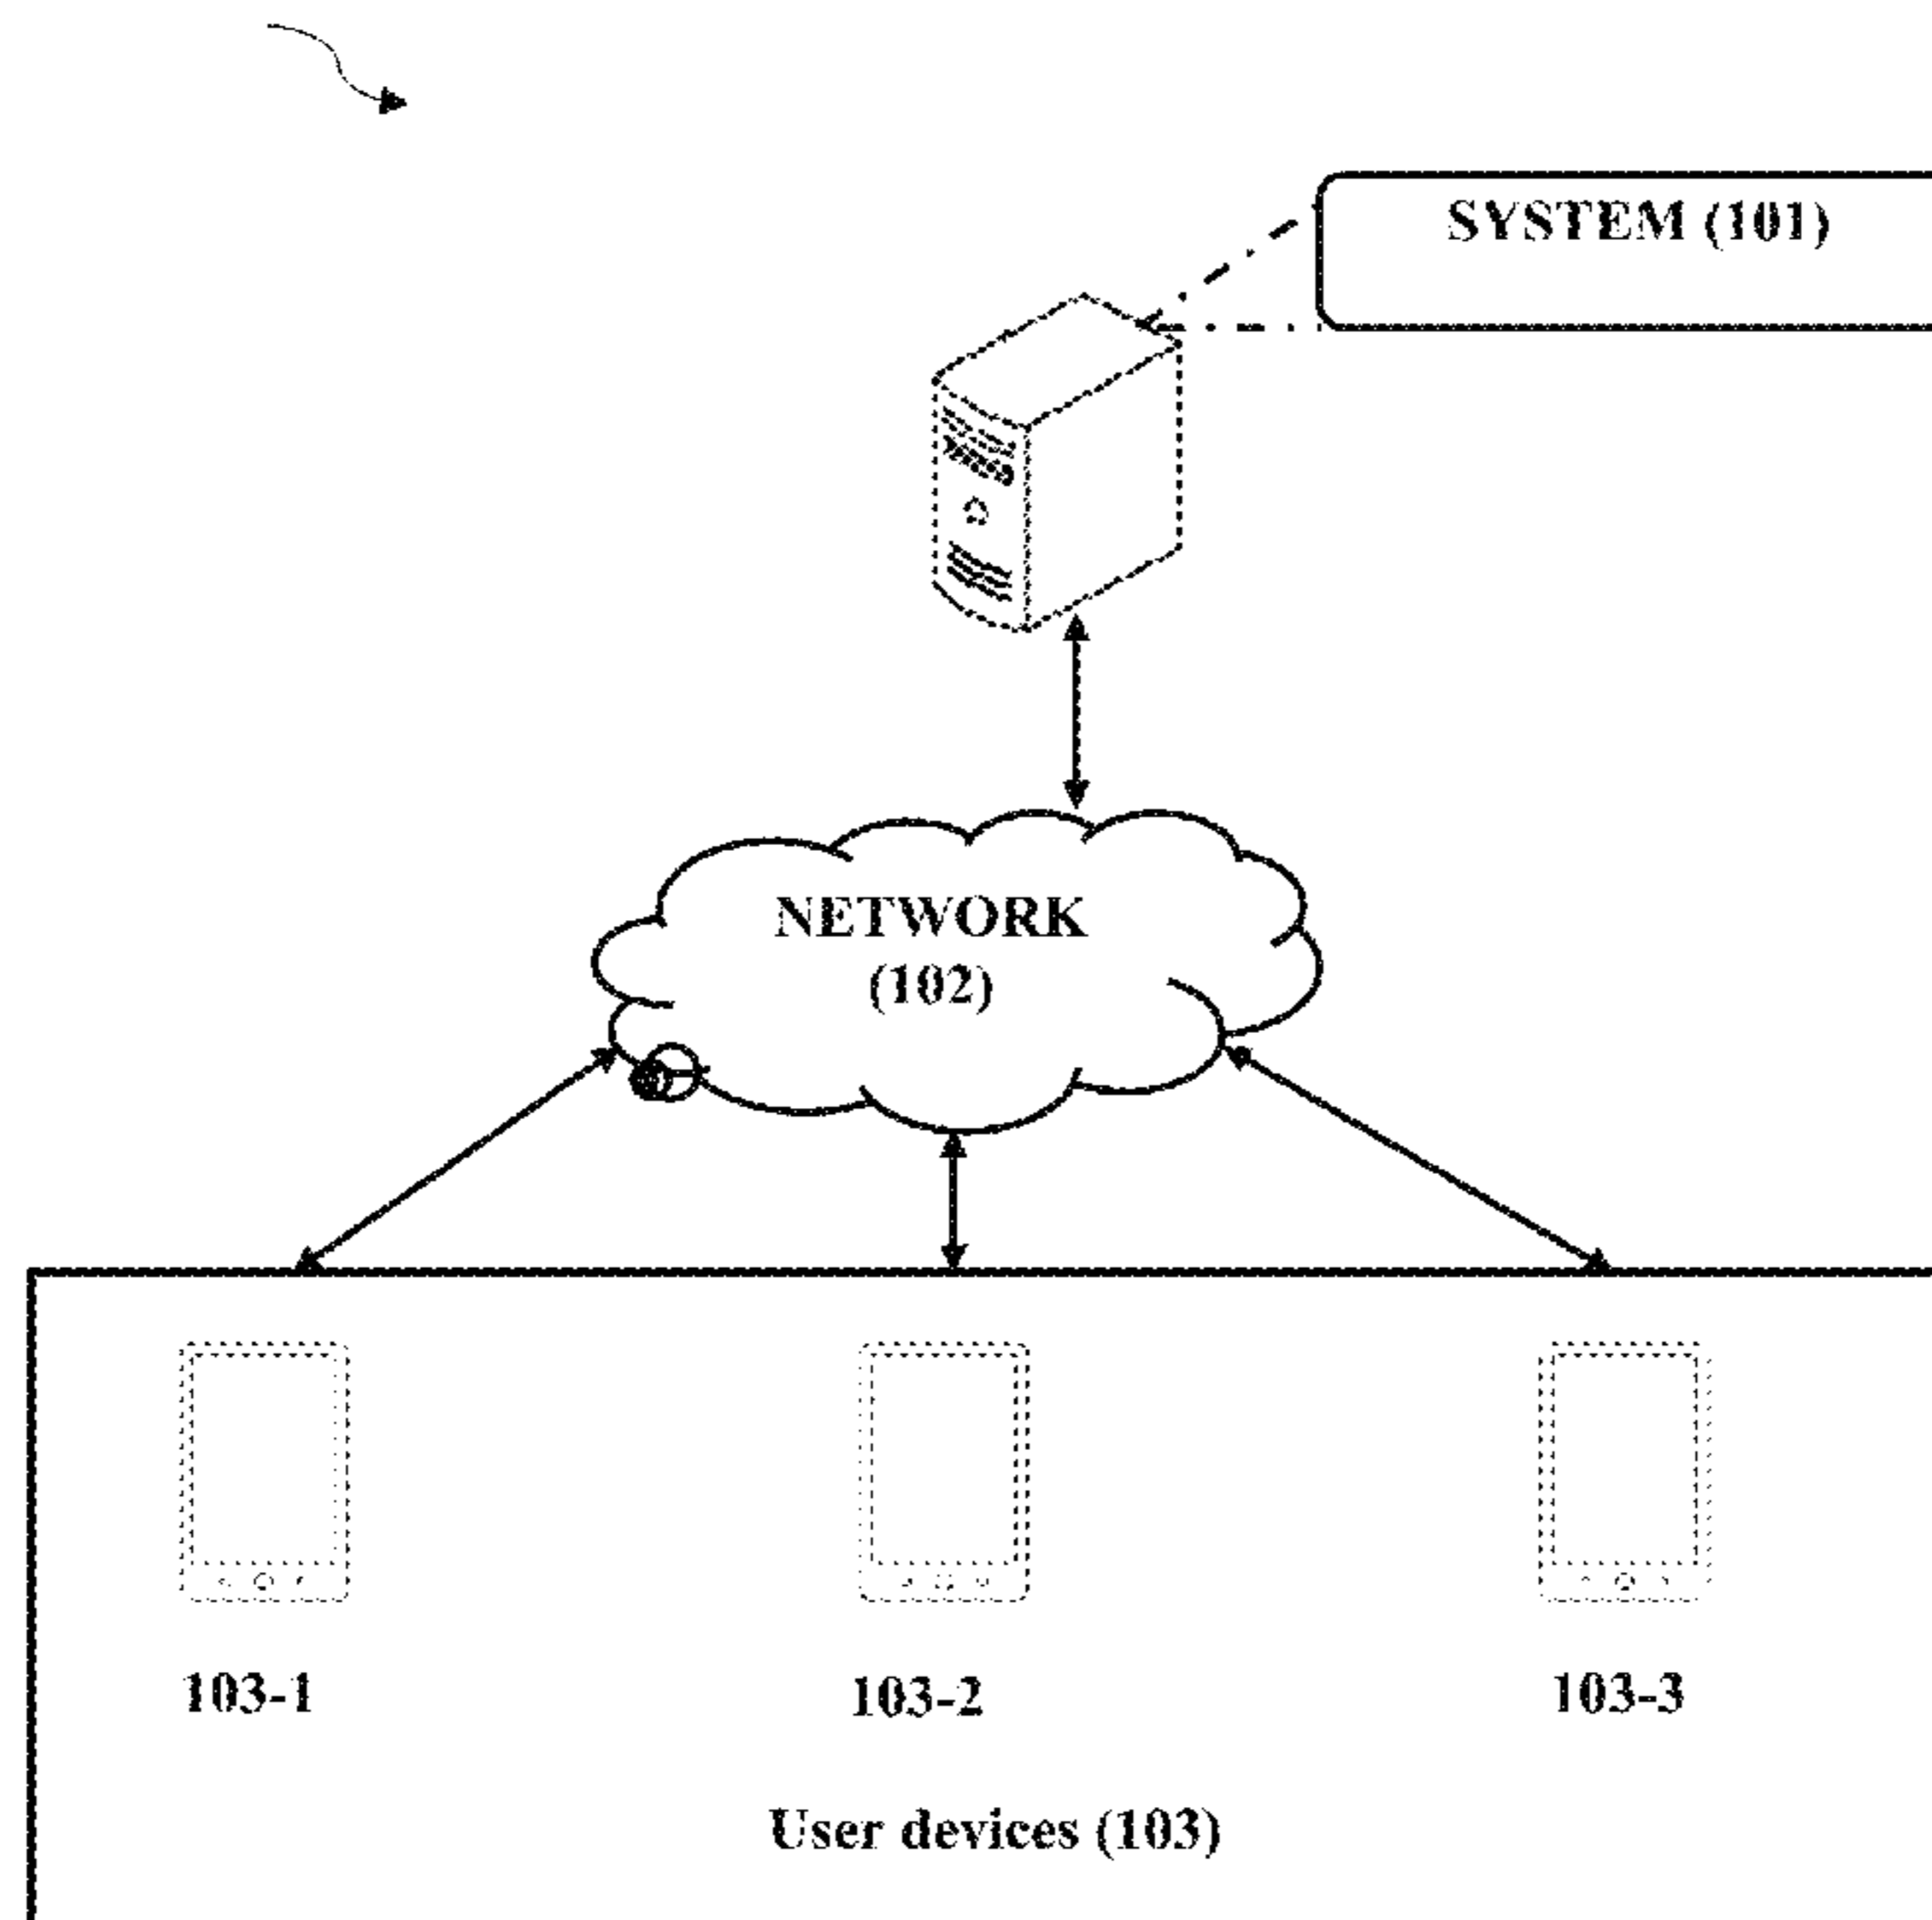 SYSTEM (101)
NETWORK
(102)
103-1
103-2
103-3
User devices (103)